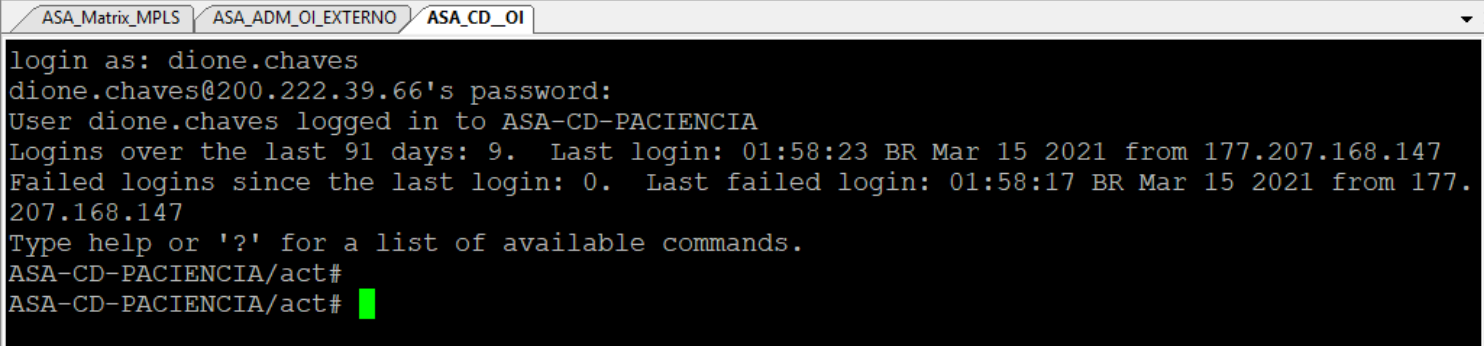 ASA_Matrix_MPLS ASA_ADM_OI_EXTERNO ASA_CD__OI
login as: dione.chaves
dione.chaves@200.222.39.66's password:
User dione.chaves logged in to ASA-CD-PACIENCIA
Logins over the last 91 days: 9.  Last login: 01:58:23 BR Mar 15 2021 from 177.207.168.147
Failed logins since the last login: 0.  Last failed login: 01:58:17 BR Mar 15 2021 from 177.
207.168.147
Type help or '?' for a list of available commands.
ASA-CD-PACIENCIA/act#
ASA-CD-PACIENCIA/act#